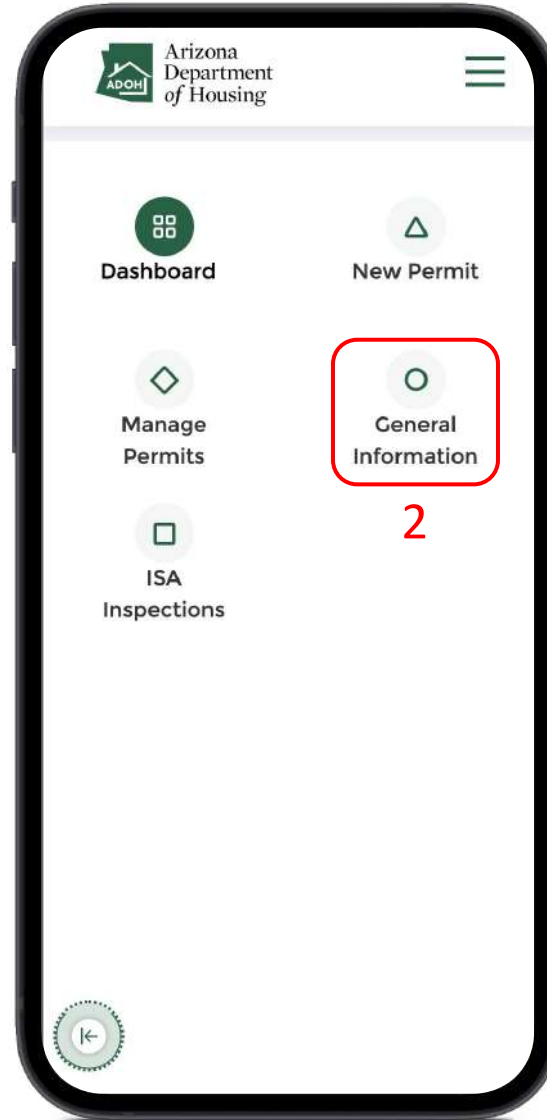 Arizona
Department
of Housing
ADOH
Dashboard
New Permit
Manage
Permits
General
Information
2
ISA
Inspections